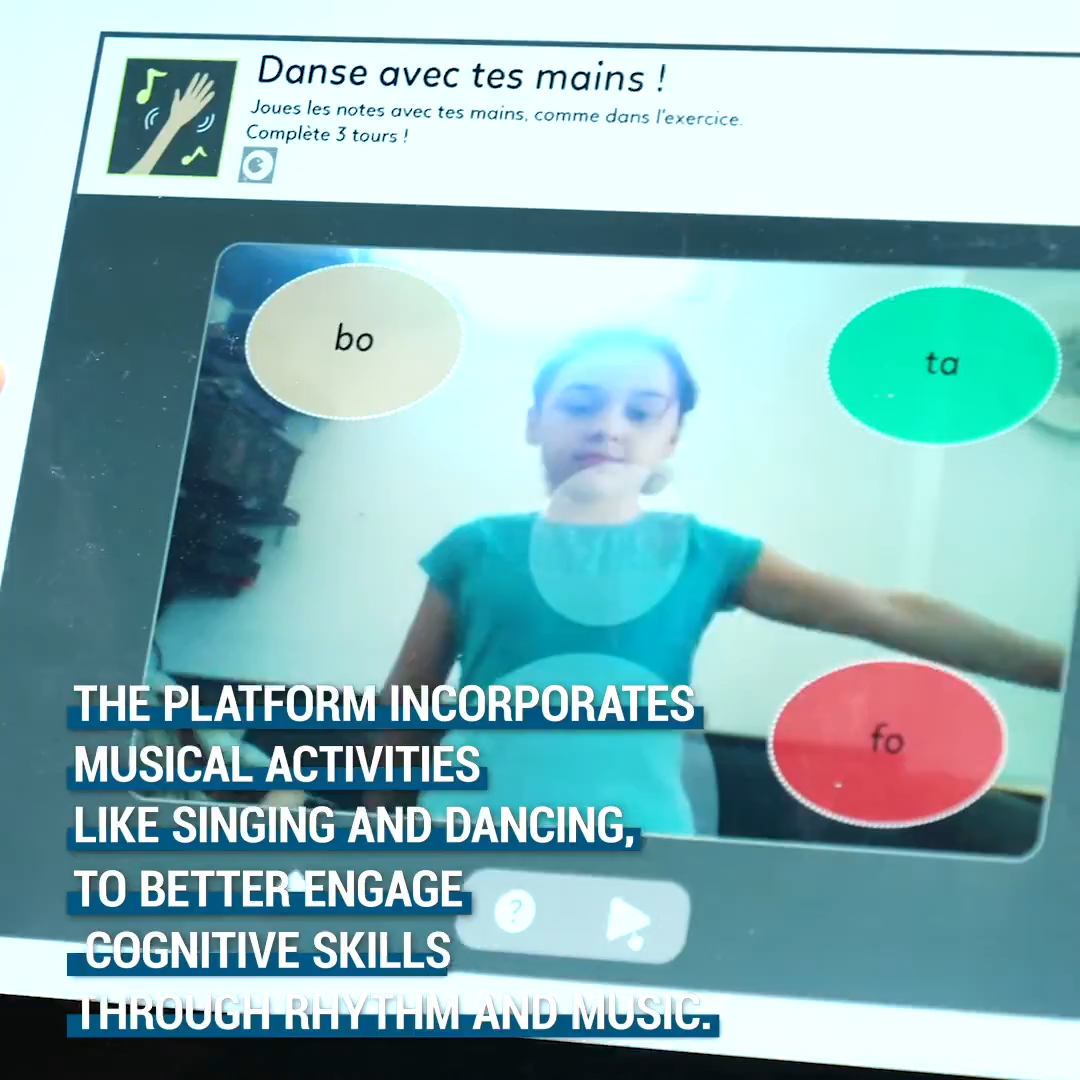 Danse avec tes mains !
Joues les notes avec tes mains, comme dans l'exercice.
Complète 3 tours !
bo
ta
fo
?
THE PLATFORM INCORPORATES
MUSICAL ACTIVITIES
LIKE SINGING AND DANCING,
TO BETTER ENGAGE
COGNITIVE SKILLS
THROUGH RHYTHM AND MUSIC.